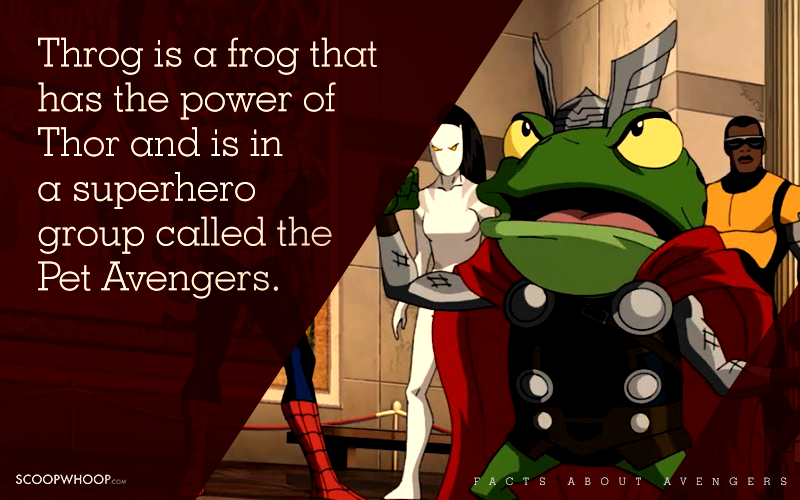 Throg is a frog that
has the power of
Thor and is in
a superhero
group called the
Pet Avengers.
SCOOPWHOOP.COM
FACTS ABOUT AVENGERS